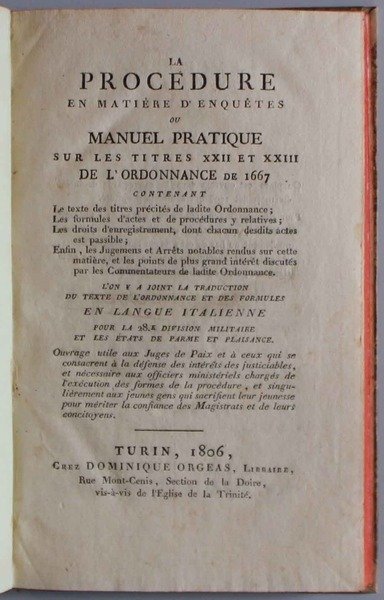 LA
PROCÉDURE
EN MATIÈRE D'ENQUÊTES
OU
MANUEL PRATIQUE
SUR LES TITRES XXII ET XXIII
DE L'ORDONNANCE DE 1667
CONTENANT
Le texte des titres précités de ladite Ordonnance;
Les formules d'actes et de procédures y relatives;
Les droits d'enregistrement, dont chacun desdits actes
est passible;
Enfin, les Jugemens et Arrêts notables rendus sur cette
matière, et les points de plus grand intérêt discutés
par les Commentateurs de ladite Ordonnance.
L'ON Y A JOINT LA TRADUCTION
DU TEXTE DE L'ORDONNANCE ET DES FORMULES
EN LANGUE ITALIENNE
POUR LA 28.e DIVISION MILITAIRE
ET LES ÉTATS DE PARME ET PLAISANCE.
Ouvrage utile aux Juges de Paix et à ceux qui se
consacrent à la défense des intérêts des justiciables,
et nécessaire aux officiers ministériels chargés de
l'exécution des formes de la procédure, et singu-
lièrement aux jeunes gens qui sacrifient leur jeunesse
pour mériter la confiance des Magistrats et de leurs
concitoyens.
TURIN, 1806,
CHEZ DOMINIQUE ORGEAS, LIBRAIRE,
Rue Mont-Cenis, Section de la Doire,
vis-à-vis de l'Eglise de la Trinité.